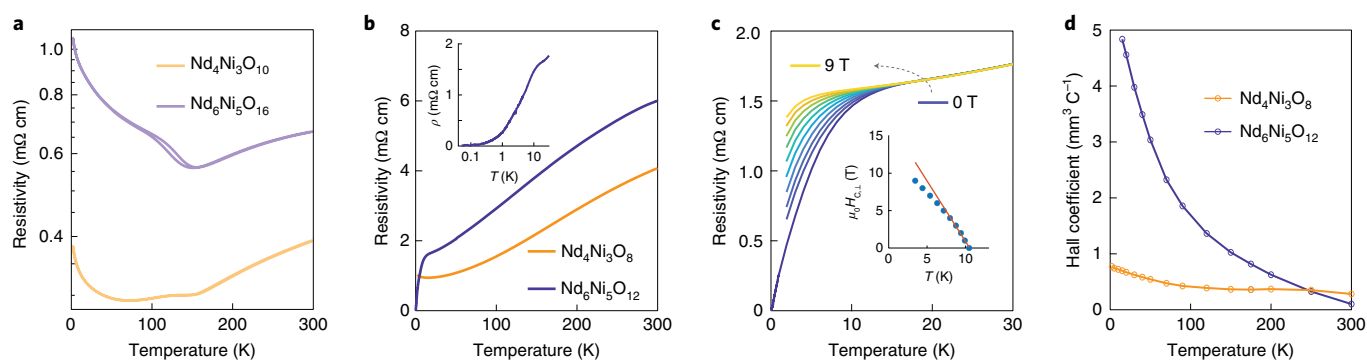 a
1.0
0.4
Resistivity (mΩ cm)
Nd4Ni3O10
Nd6Ni5O16
0 100 200 300
Temperature (K)
b
8
6
4
2
0
Resistivity (mΩ cm)
2
1
0
ρ (mΩ cm)
0.1 1 10
T (K)
Nd4Ni3O8
Nd6Ni5O12
0 100 200 300
Temperature (K)
c
2.0
1.5
1.0
0.5
0
Resistivity (mΩ cm)
9 T
0 T
15
10
5
0
μ0Hc,⊥ (T)
0 5 10
T (K)
0 10 20 30
Temperature (K)
d
5
4
3
2
1
0
Hall coefficient (mm³ C⁻¹)
Nd4Ni3O8
Nd6Ni5O12
0 100 200 300
Temperature (K)